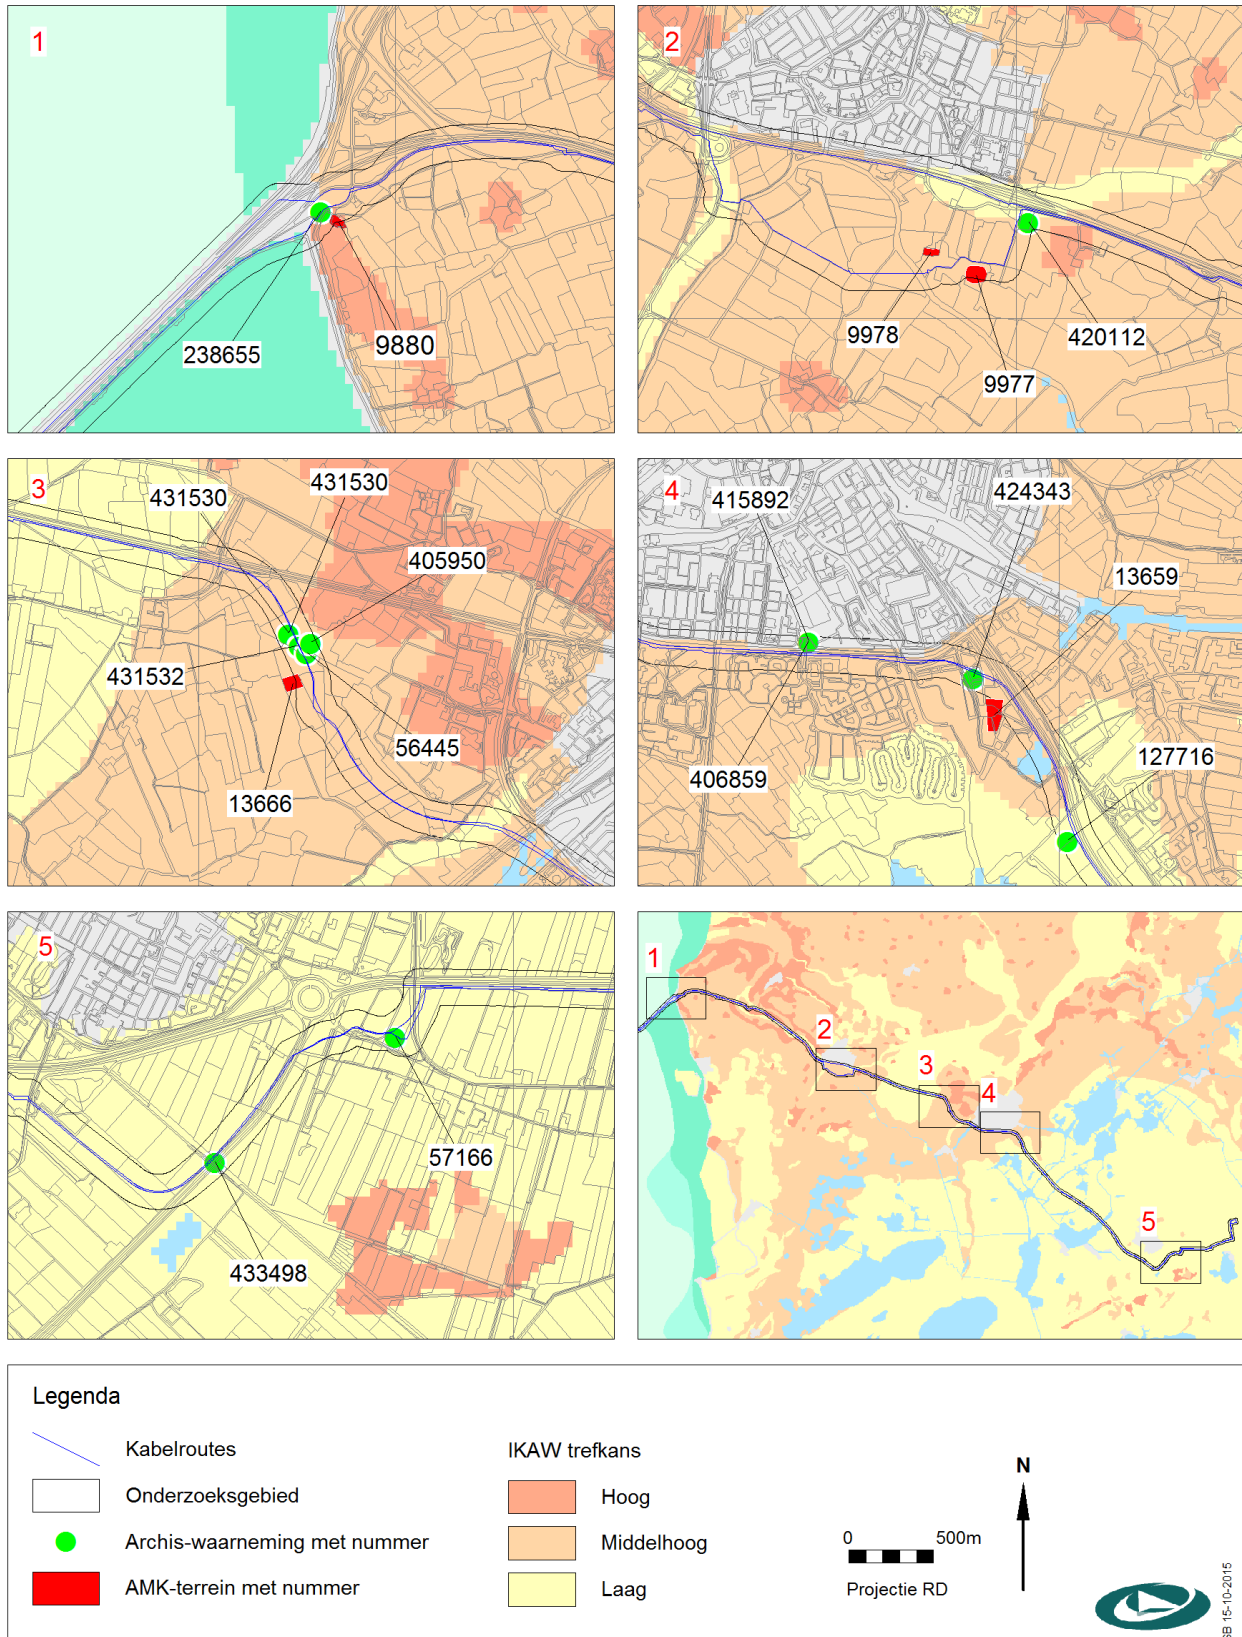 1
238655
9880
2
9978
9977
420112
3
431530
431530
405950
431532
56445
13666
4
415892
424343
13659
406859
127716
5
57166
433498
1
2
3
4
5
Legenda
Kabelroutes
Onderzoeksgebied
Archis-waarneming met nummer
AMK-terrein met nummer
IKAW trefkans
Hoog
Middelhoog
Laag
0 500m
Projectie RD
N
SB 15-10-2015